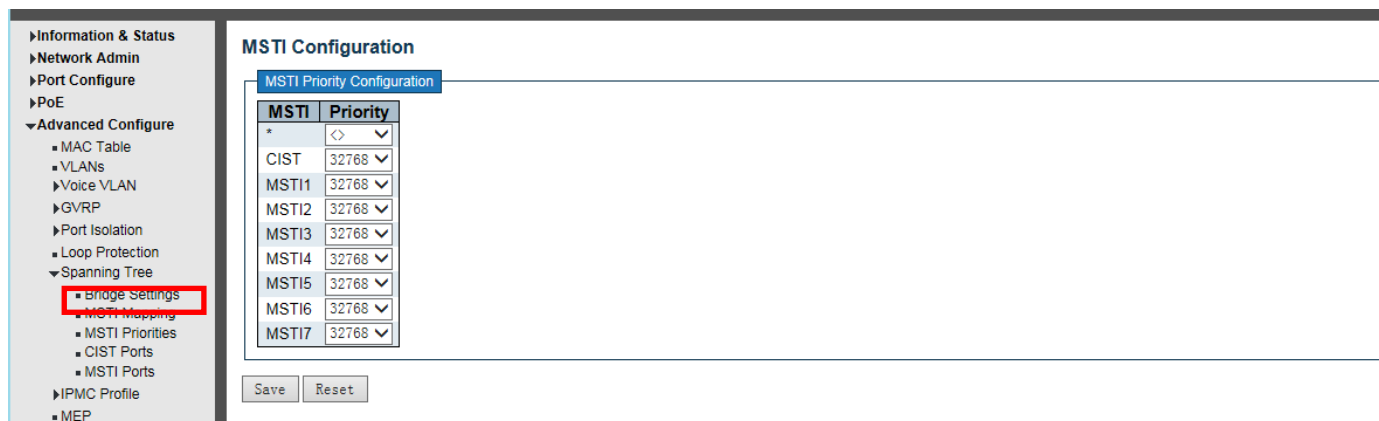 Information & Status
Network Admin
Port Configure
PoE
Advanced Configure
MAC Table
VLANs
Voice VLAN
GVRP
Port Isolation
Loop Protection
Spanning Tree
Bridge Settings
MSTI Mapping
MSTI Priorities
CIST Ports
MSTI Ports
IPMC Profile
MEP
MSTI Configuration
MSTI Priority Configuration
MSTI Priority
* <>
CIST 32768
MSTI1 32768
MSTI2 32768
MSTI3 32768
MSTI4 32768
MSTI5 32768
MSTI6 32768
MSTI7 32768
Save Reset